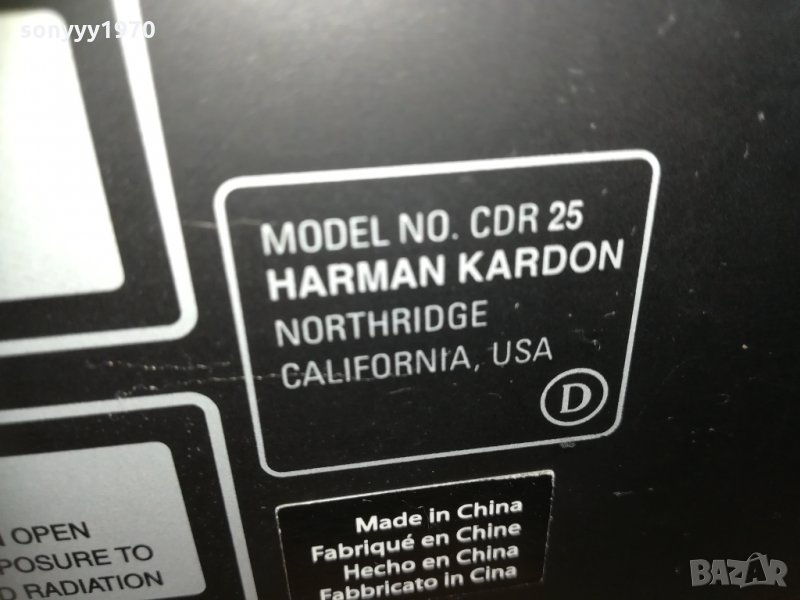 sonyyy1970
MODEL NO. CDR 25
HARMAN KARDON
NORTHRIDGE
CALIFORNIA, USA
D
OPEN
POSURE TO
RADIATION
Made in China
Fabriqué en Chine
Hecho en China
Fabbricato in Cina
BAZAR